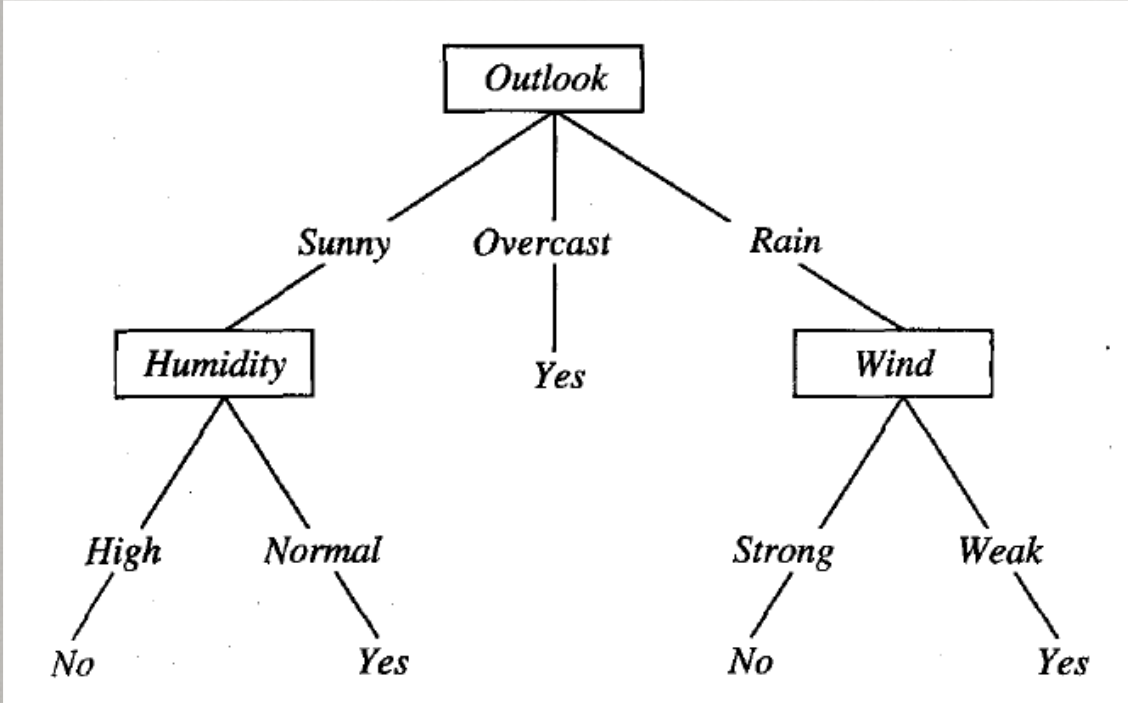 Outlook
Sunny Overcast Rain
Humidity Yes Wind
High Normal Strong Weak
No Yes No Yes